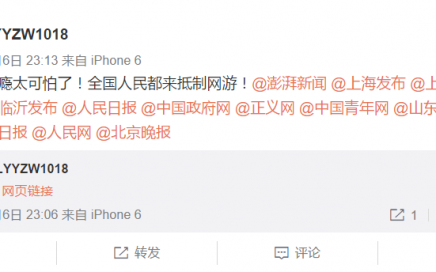 YZW1018
6日 23:13 来自 iPhone 6
瘾太可怕了！全国人民都来抵制网游！@澎湃新闻 @上海发布 @上
临沂发布 @人民日报 @中国政府网 @正义网 @中国青年网 @山东
日报 @人民网 @北京晚报
LYYZW1018
网页链接
6日 23:06 来自 iPhone 6
1
转发
评论